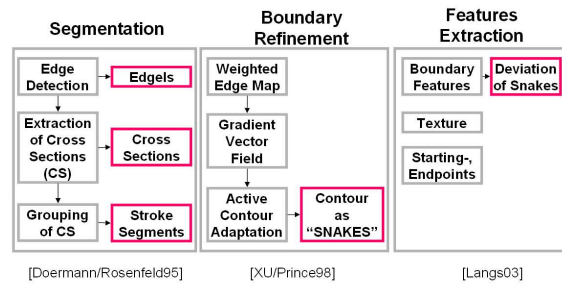 Segmentation
Edge
Detection
Edgels
Extraction
of Cross
Sections
(CS)
Cross
Sections
Grouping
of CS
Stroke
Segments
[Doermann/Rosenfeld95]
Boundary
Refinement
Weighted
Edge Map
Gradient
Vector
Field
Active
Contour
Adaptation
Contour
as
“SNAKES”
[XU/Prince98]
Features
Extraction
Boundary
Features
Deviation
of Snakes
Texture
Starting-,
Endpoints
[Langs03]